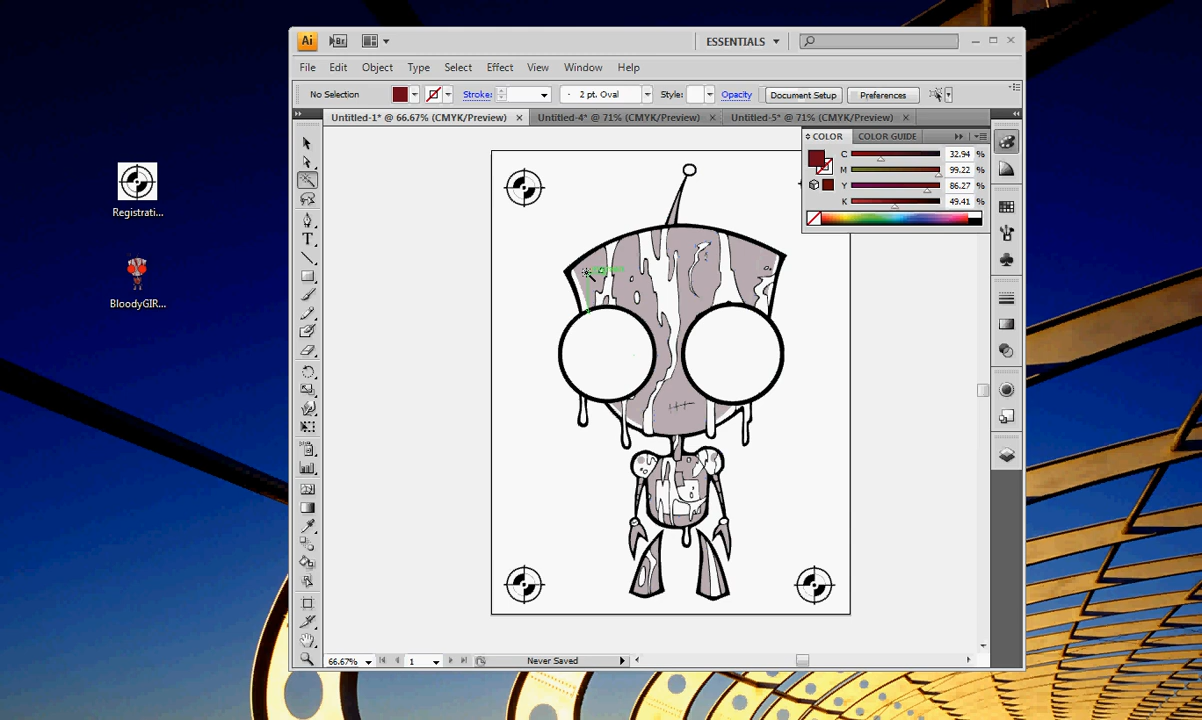 Ai Br ESSENTIALS
File Edit Object Type Select Effect View Window Help
No Selection Stroke: 2 pt. Oval Style: Opacity Document Setup Preferences
Untitled-1* @ 66.67% (CMYK/Preview) Untitled-4* @ 71% (CMYK/Preview) Untitled-5* @ 71% (CMYK/Preview)
COLOR COLOR GUIDE
C 32.94 %
M 99.22 %
Y 86.27 %
K 49.41 %
Registrati...
BloodyGIR...
66.67% 1 Never Saved